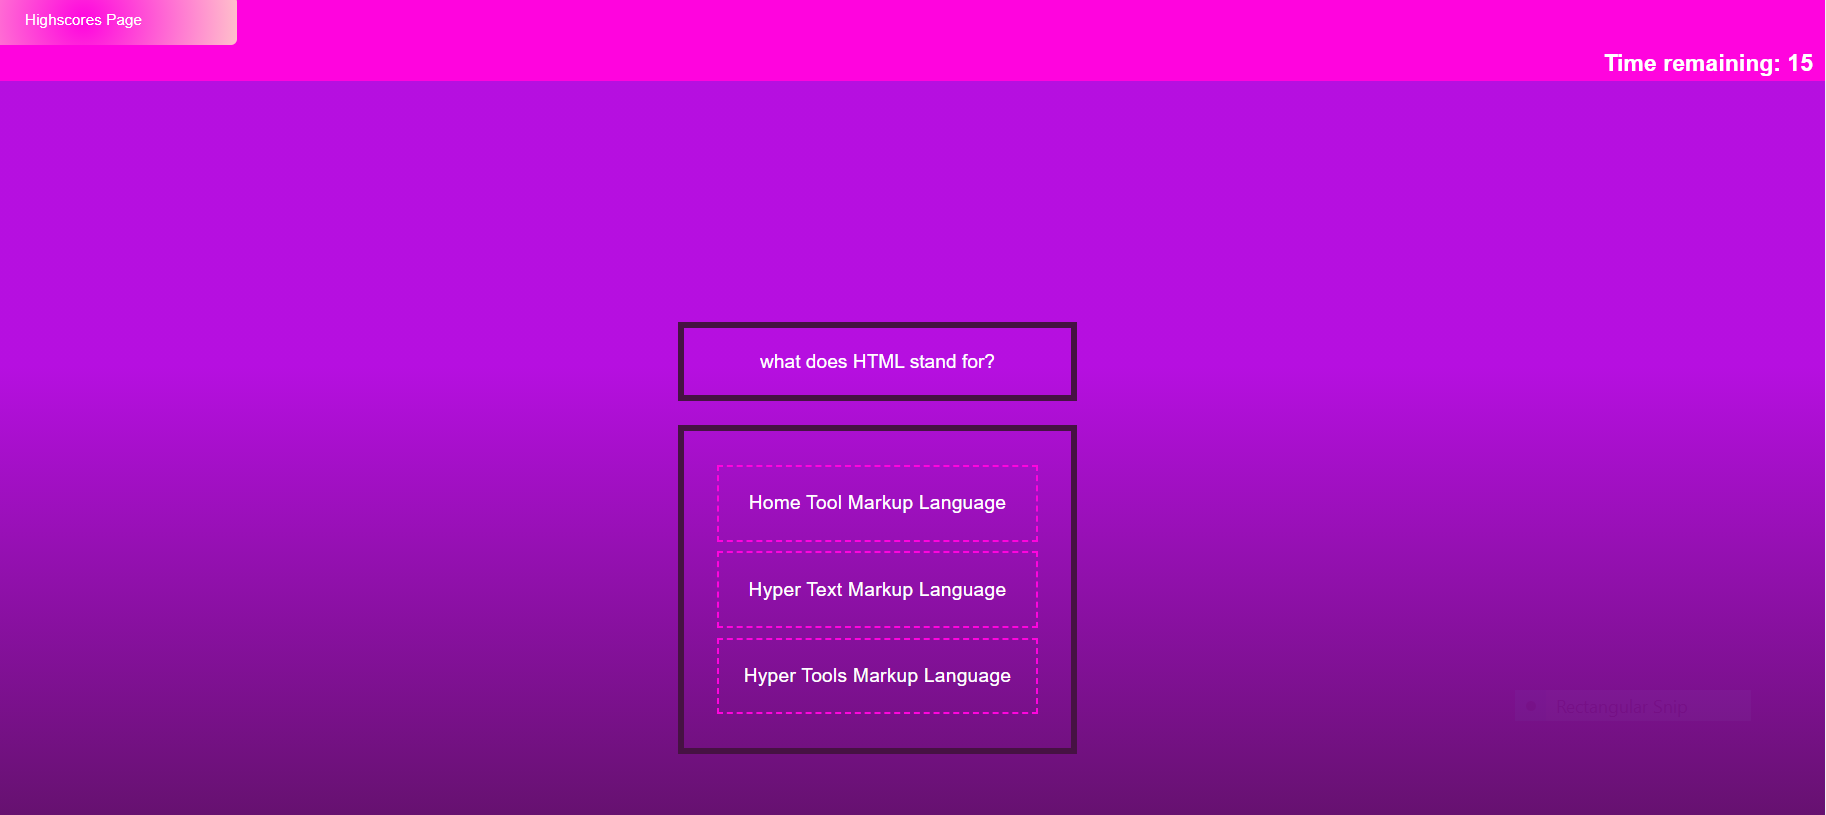 Highscores Page
Time remaining: 15
what does HTML stand for?
Home Tool Markup Language
Hyper Text Markup Language
Hyper Tools Markup Language
Rectangular Snip